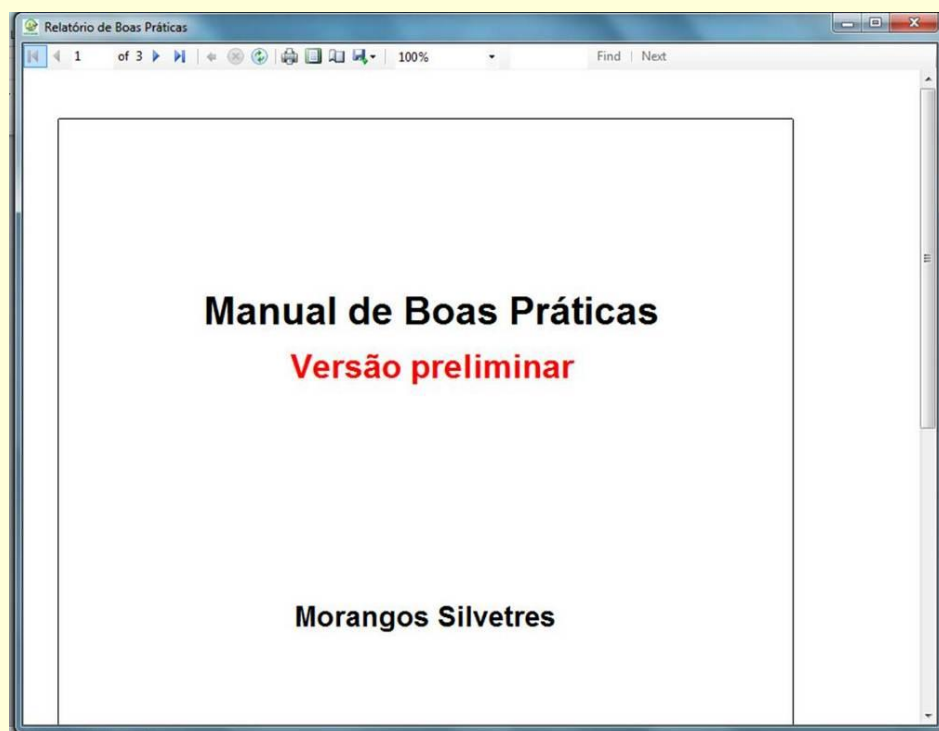 Relatório de Boas Práticas
1 of 3 100% Find | Next
Manual de Boas Práticas
Versão preliminar
Morangos Silvetres